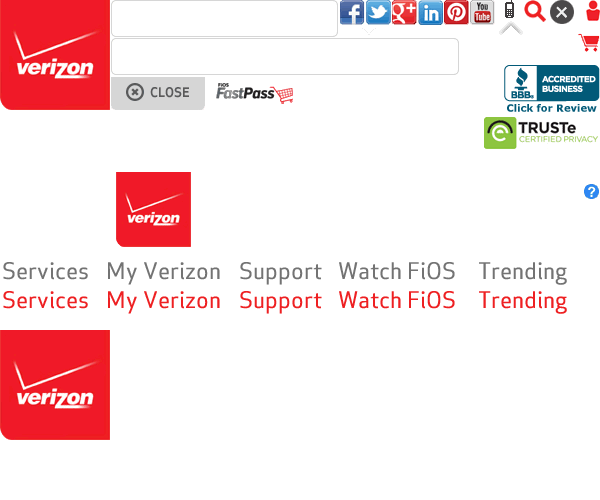 verizon
CLOSE
FiOS
FastPass
You
Tube
BBB.
ACCREDITED
BUSINESS
Click for Review
TRUSTe
CERTIFIED PRIVACY
verizon
?
Services My Verizon Support Watch FiOS Trending
Services My Verizon Support Watch FiOS Trending
verizon